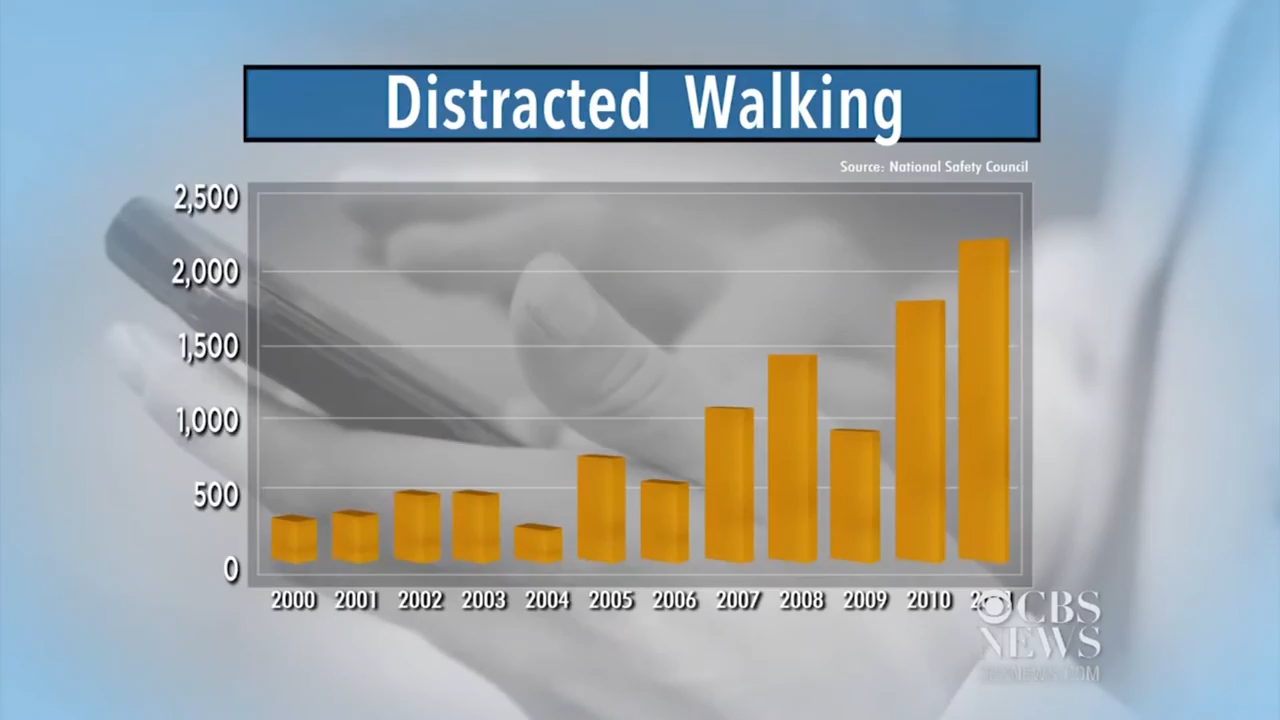 Distracted Walking
Source: National Safety Council
2,500
2,000
1,500
1,000
500
0
2000 2001 2002 2003 2004 2005 2006 2007 2008 2009 2010
CBS
NEWS